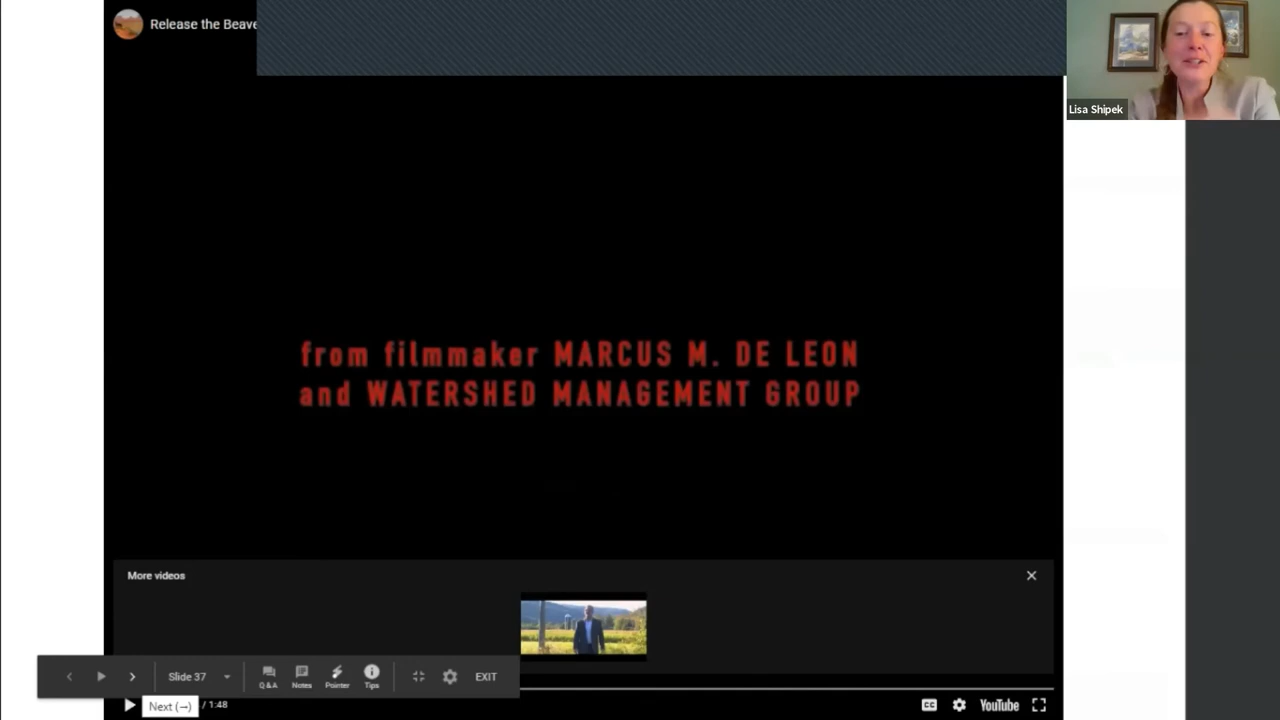 Release the Beave
Lisa Shipek
from filmmaker MARCUS M. DE LEON
and WATERSHED MANAGEMENT GROUP
More videos
Slide 37
Q&A
Notes
Pointer
Tips
EXIT
Next (→)
/ 1:48
CC
YouTube